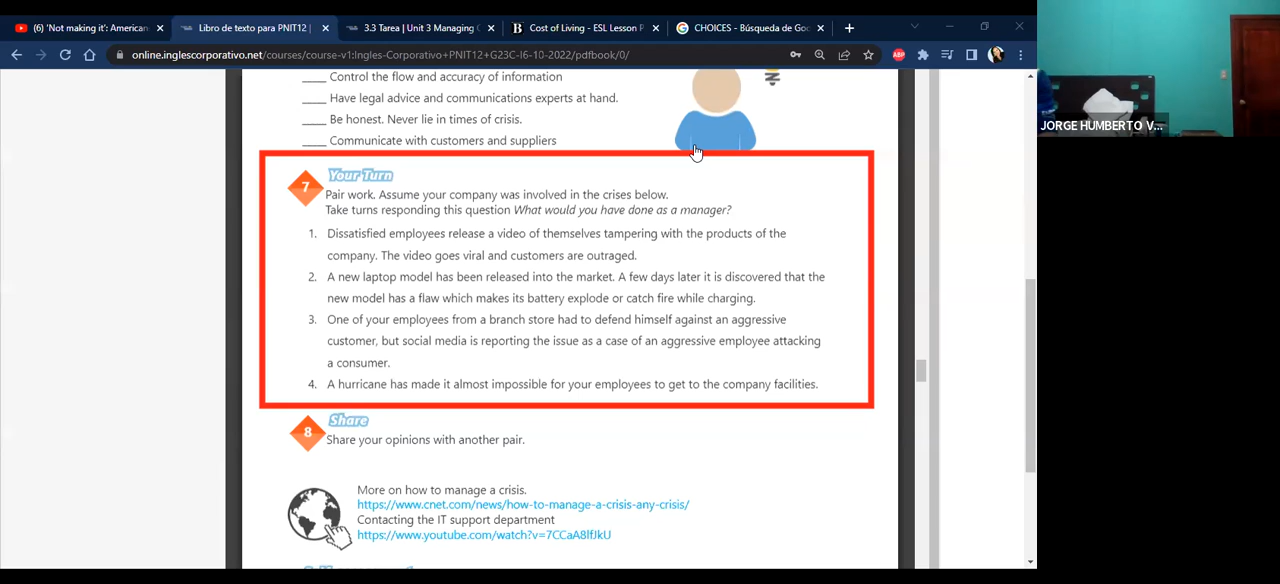 (6) 'Not making it': American
Libro de texto para PNIT12 |
3.3 Tarea | Unit 3 Managing C
B
Cost of Living - ESL Lesson P
CHOICES - Búsqueda de Goo
online.inglescorporativo.net/courses/course-v1:Ingles-Corporativo+PNIT12+G23C-I6-10-2022/pdfbook/0/
ABP
____ Control the flow and accuracy of information
____ Have legal advice and communications experts at hand.
____ Be honest. Never lie in times of crisis.
____ Communicate with customers and suppliers
JORGE HUMBERTO V...
7
Your Turn
Pair work. Assume your company was involved in the crises below.
Take turns responding this question What would you have done as a manager?
1. Dissatisfied employees release a video of themselves tampering with the products of the
company. The video goes viral and customers are outraged.
2. A new laptop model has been released into the market. A few days later it is discovered that the
new model has a flaw which makes its battery explode or catch fire while charging.
3. One of your employees from a branch store had to defend himself against an aggressive
customer, but social media is reporting the issue as a case of an aggressive employee attacking
a consumer.
4. A hurricane has made it almost impossible for your employees to get to the company facilities.
8
Share
Share your opinions with another pair.
More on how to manage a crisis.
https://www.cnet.com/news/how-to-manage-a-crisis-any-crisis/
Contacting the IT support department
https://www.youtube.com/watch?v=7CCaA8lfJkU